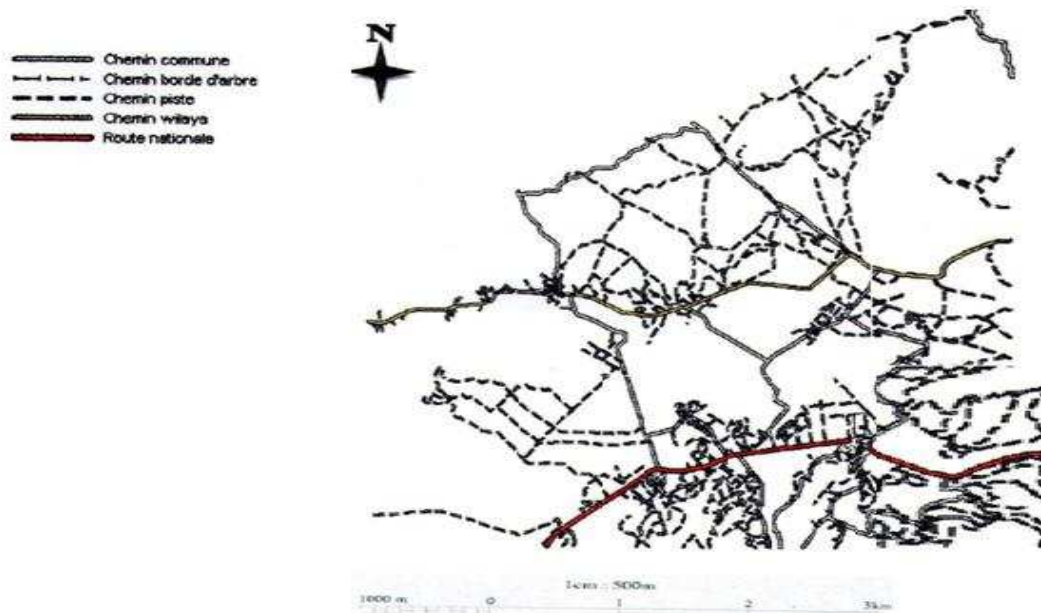 N
Chemin commune
Chemin borde d'arbre
Chemin piste
Chemin wilaya
Route nationale
1cm : 500m
1000 m 0 1 2 3km